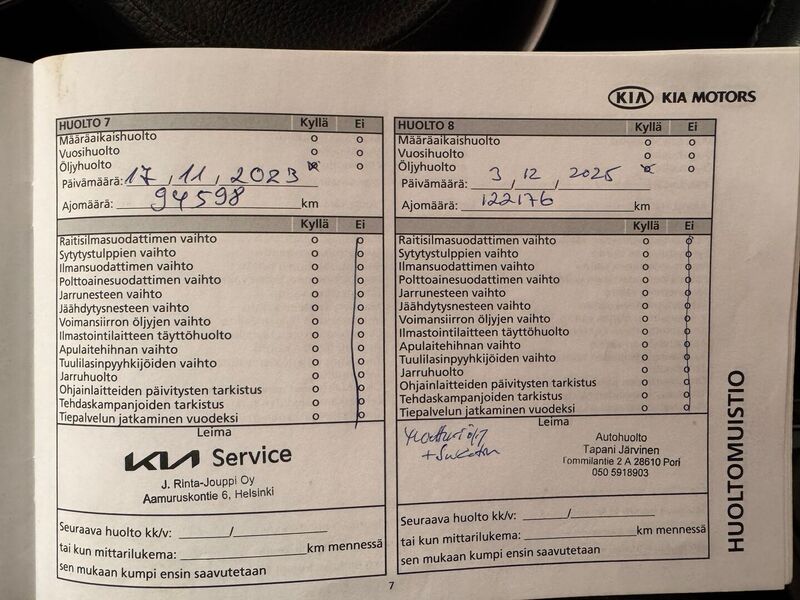 KIA KIA MOTORS
HUOLTO 7 Kyllä Ei
Määräaikaishuolto o o
Vuosihuolto o o
Öljyhuolto o
Päivämäärä: 17, 11, 2023
Ajomäärä: 94598 km
Kyllä Ei
Raitisilmasuodattimen vaihto o o
Sytytystulppien vaihto o o
Ilmansuodattimen vaihto o o
Polttoainesuodattimen vaihto o o
Jarrunesteen vaihto o o
Jäähdytysnesteen vaihto o o
Voimansiirron öljyjen vaihto o o
Ilmastointilaitteen täyttöhuolto o o
Apulaitehihnan vaihto o o
Tuulilasinpyyhkijöiden vaihto o o
Jarruhuolto o o
Ohjainlaitteiden päivitysten tarkistus o o
Tehdaskampanjoiden tarkistus o o
Tiepalvelun jatkaminen vuodeksi o o
Leima
KIA Service
J. Rinta-Jouppi Oy
Aamuruskontie 6, Helsinki
Seuraava huolto kk/v: /
tai kun mittarilukema: km mennessä
sen mukaan kumpi ensin saavutetaan
HUOLTO 8 Kyllä Ei
Määräaikaishuolto o o
Vuosihuolto o o
Öljyhuolto o
Päivämäärä: 3 / 12 / 2025
Ajomäärä: 122176 km
Kyllä Ei
Raitisilmasuodattimen vaihto o o
Sytytystulppien vaihto o o
Ilmansuodattimen vaihto o o
Polttoainesuodattimen vaihto o o
Jarrunesteen vaihto o o
Jäähdytysnesteen vaihto o o
Voimansiirron öljyjen vaihto o o
Ilmastointilaitteen täyttöhuolto o o
Apulaitehihnan vaihto o o
Tuulilasinpyyhkijöiden vaihto o o
Jarruhuolto o o
Ohjainlaitteiden päivitysten tarkistus o o
Tehdaskampanjoiden tarkistus o o
Tiepalvelun jatkaminen vuodeksi o o
Leima
Autohuolto
Tapani Järvinen
Tommilantie 2 A 28610 Pori
050 5918903
Seuraava huolto kk/v: /
tai kun mittarilukema: km mennessä
sen mukaan kumpi ensin saavutetaan
HUOLTOMUISTIO
7